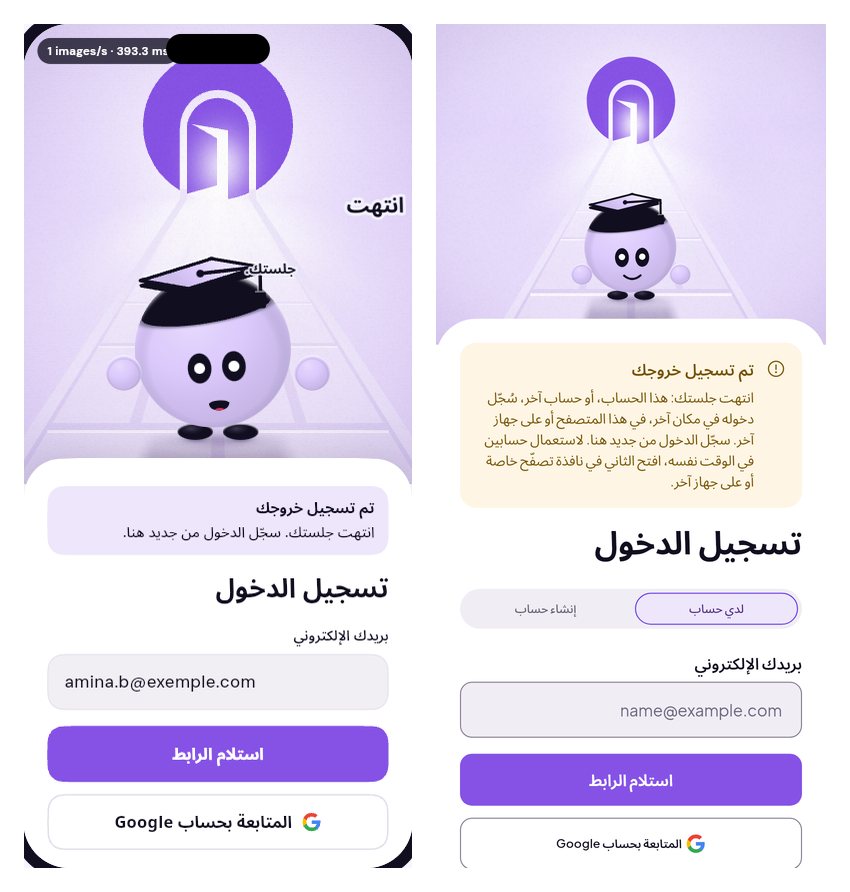 1 images/s · 393.3 ms
انتهت
جلستك.
تم تسجيل خروجك
انتهت جلستك. سجّل الدخول من جديد هنا.
تسجيل الدخول
بريدك الإلكتروني
amina.b@exemple.com
استلام الرابط
المتابعة بحساب Google
تم تسجيل خروجك
انتهت جلستك: هذا الحساب، أو حساب آخر، سُجّل
دخوله في مكان آخر، في هذا المتصفح أو على جهاز
آخر. سجّل الدخول من جديد هنا. لاستعمال حسابين
في الوقت نفسه، افتح الثاني في نافذة تصفّح خاصة
أو على جهاز آخر.
تسجيل الدخول
لدي حساب
إنشاء حساب
بريدك الإلكتروني
name@example.com
استلام الرابط
المتابعة بحساب Google